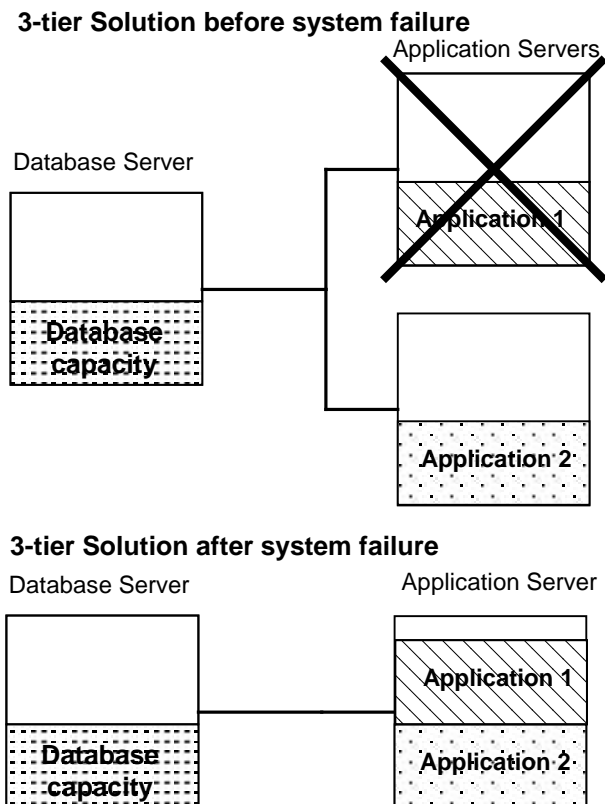 3-tier Solution before system failure
Application Servers
Database Server
Application 1
Database
capacity
Application 2
3-tier Solution after system failure
Database Server
Application Server
Application 1
Database
capacity
Application 2